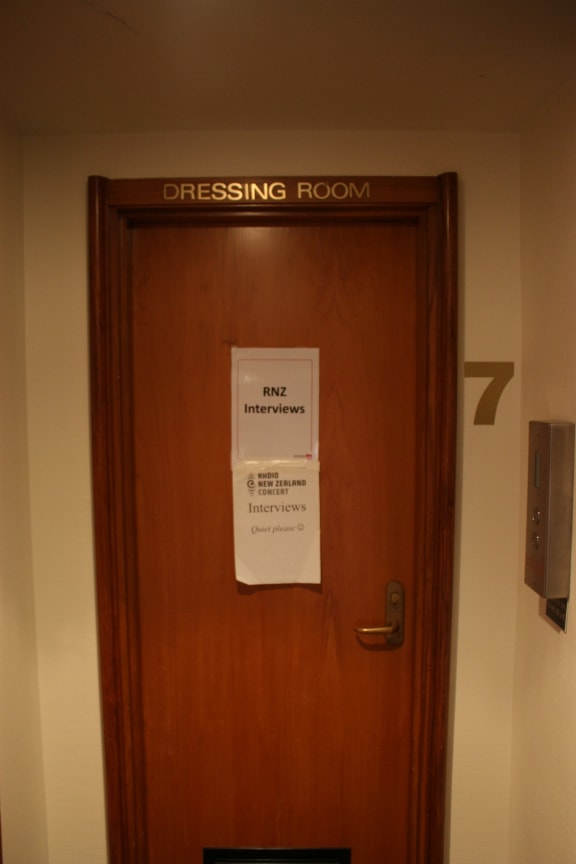 DRESSING ROOM
RNZ
Interviews
7
RADIO
NEW ZEALAND
CONCERT
Interviews
Quiet please ☺